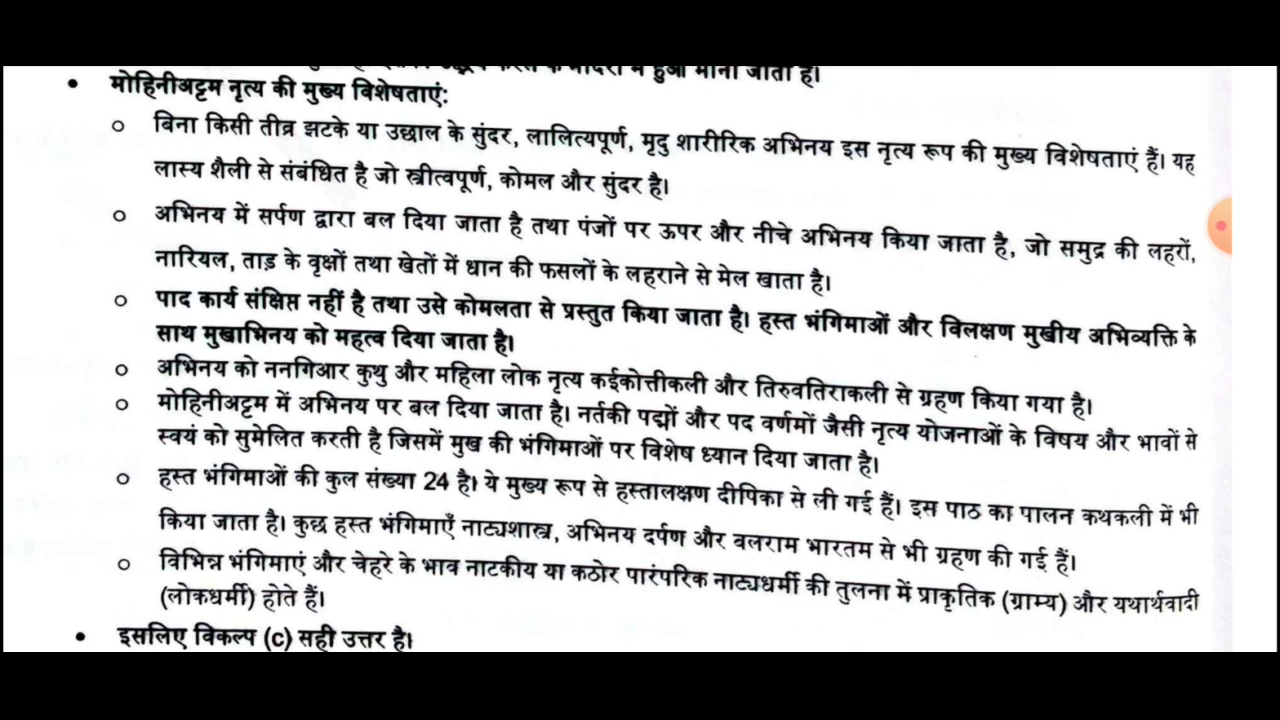 हुआ माना जाता है।
• मोहिनीअट्टम नृत्य की मुख्य विशेषताएं:
o बिना किसी तीव्र झटके या उछाल के सुंदर, लालित्यपूर्ण, मृदु शारीरिक अभिनय इस नृत्य रूप की मुख्य विशेषताएं हैं। यह
लास्य शैली से संबंधित है जो स्त्रीत्वपूर्ण, कोमल और सुंदर है।
o अभिनय में सर्पण द्वारा बल दिया जाता है तथा पंजों पर ऊपर और नीचे अभिनय किया जाता है, जो समुद्र की लहरों,
नारियल, ताड़ के वृक्षों तथा खेतों में धान की फसलों के लहराने से मेल खाता है।
o पाद कार्य संक्षिप्त नहीं है तथा उसे कोमलता से प्रस्तुत किया जाता है। हस्त भंगिमाओं और विलक्षण मुखीय अभिव्यक्ति के
साथ मुखाभिनय को महत्व दिया जाता है।
o अभिनय को ननगिआर कुथु और महिला लोक नृत्य कईकोत्तीकली और तिरुवतिराकली से ग्रहण किया गया है।
o मोहिनीअट्टम में अभिनय पर बल दिया जाता है। नर्तकी पद्मों और पद वर्णमों जैसी नृत्य योजनाओं के विषय और भावों से
स्वयं को सुमेलित करती है जिसमें मुख की भंगिमाओं पर विशेष ध्यान दिया जाता है।
o हस्त भंगिमाओं की कुल संख्या 24 है। ये मुख्य रूप से हस्तालक्षण दीपिका से ली गई हैं। इस पाठ का पालन कथकली में भी
किया जाता है। कुछ हस्त भंगिमाएँ नाट्यशास्त्र, अभिनय दर्पण और बलराम भारतम से भी ग्रहण की गई हैं।
o विभिन्न भंगिमाएं और चेहरे के भाव नाटकीय या कठोर पारंपरिक नाट्यधर्मी की तुलना में प्राकृतिक (ग्राम्य) और यथार्थवादी
(लोकधर्मी) होते हैं।
• इसलिए विकल्प (c) सही उत्तर है।